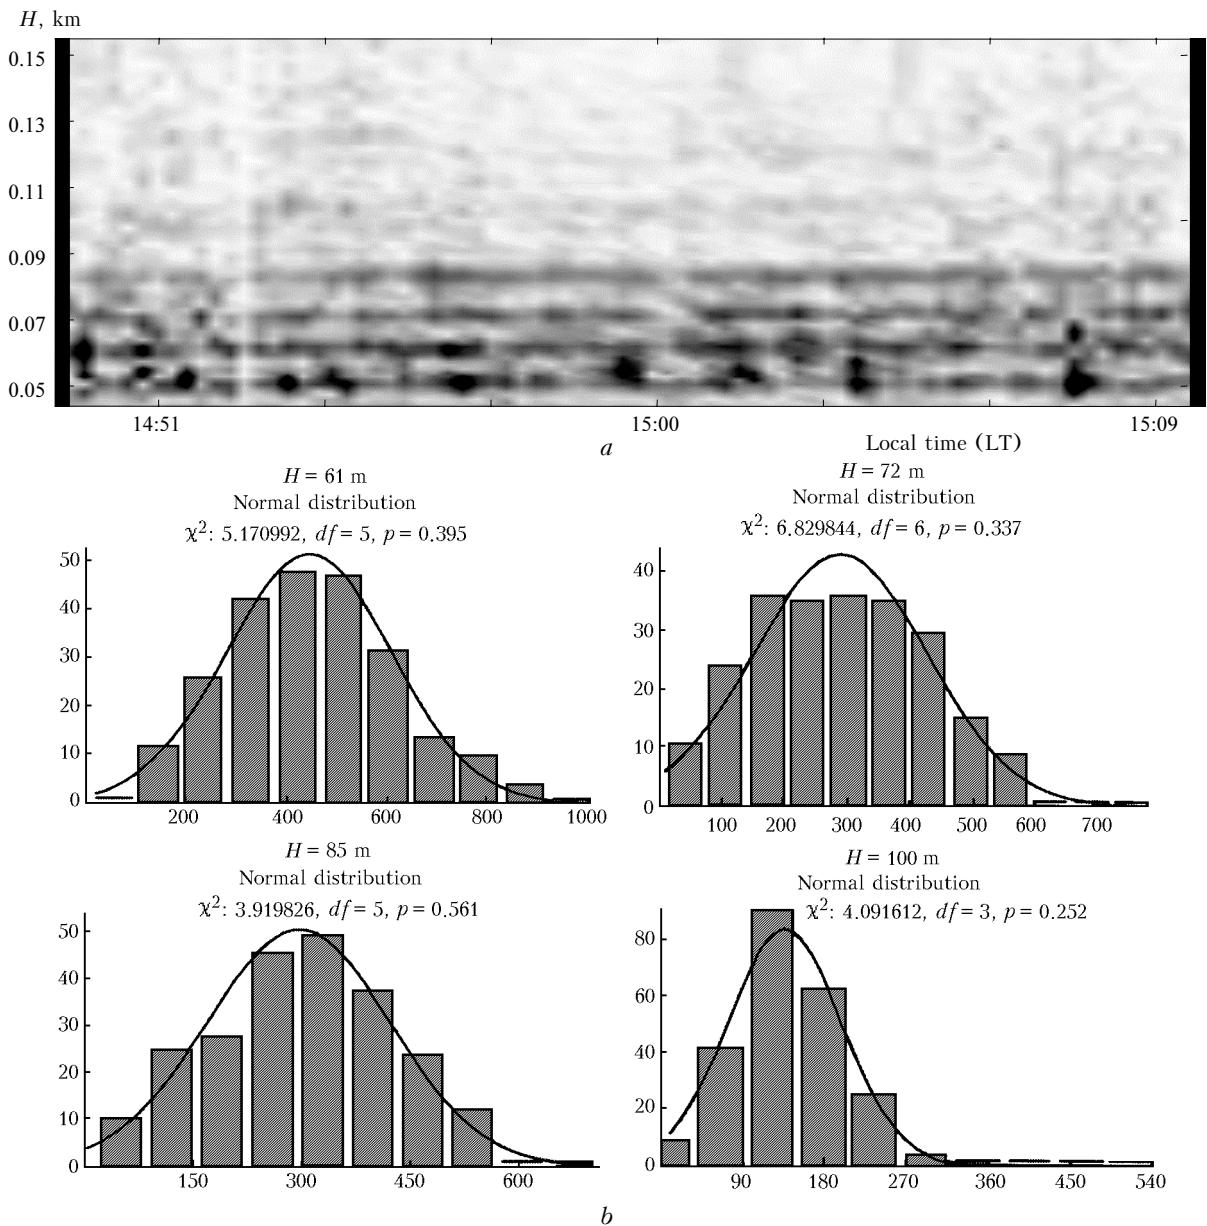 H, km
0.15
0.13
0.11
0.09
0.07
0.05
14:51 15:00 15:09
a Local time (LT)
H = 61 m
Normal distribution
χ²: 5.170992, df = 5, p = 0.395
50
40
30
20
10
0
200 400 600 800 1000
H = 72 m
Normal distribution
χ²: 6.829844, df = 6, p = 0.337
40
30
20
10
0
100 200 300 400 500 600 700
H = 85 m
Normal distribution
χ²: 3.919826, df = 5, p = 0.561
50
40
30
20
10
0
150 300 450 600
H = 100 m
Normal distribution
χ²: 4.091612, df = 3, p = 0.252
80
60
40
20
0
90 180 270 360 450 540
b